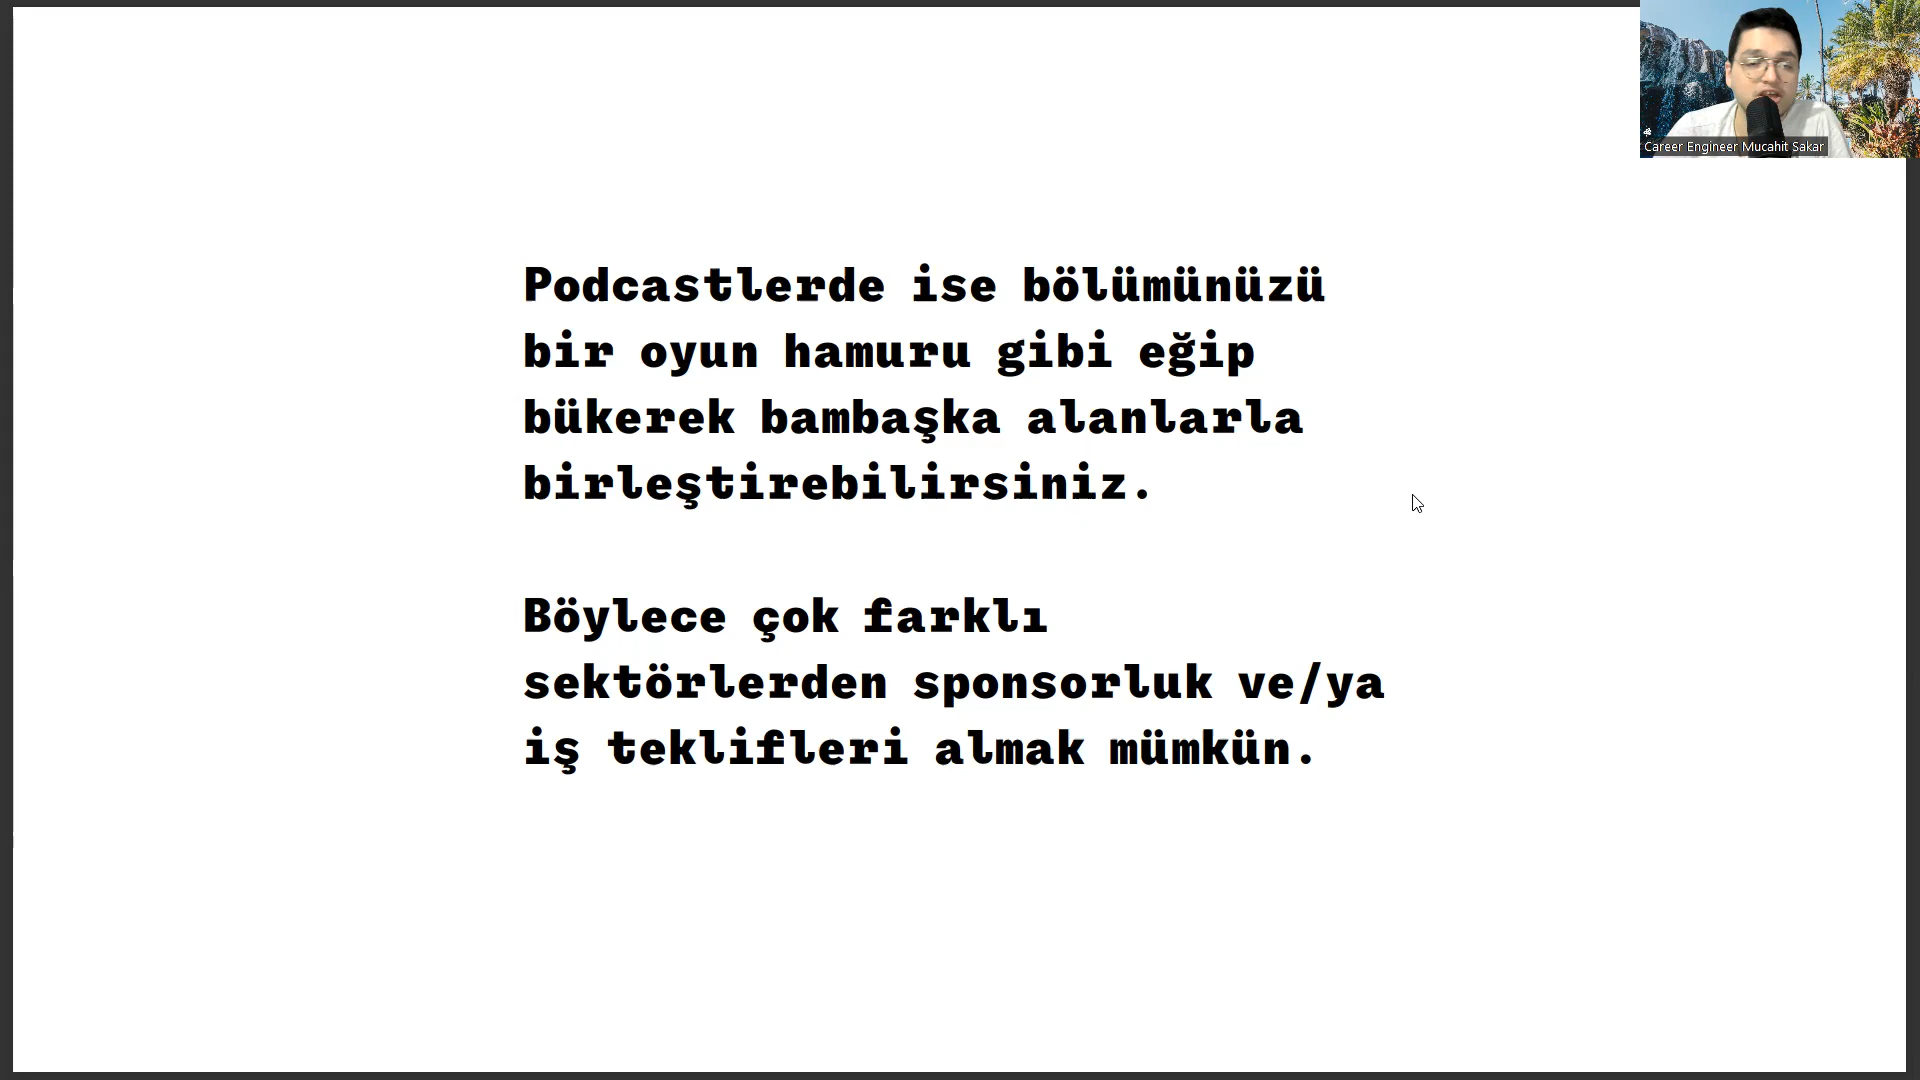 Career Engineer Mucahit Sakar
Podcastlerde ise bölümünüzü
bir oyun hamuru gibi eğip
bükerek bambaşka alanlarla
birleştirebilirsiniz.
Böylece çok farklı
sektörlerden sponsorluk ve/ya
iş teklifleri almak mümkün.